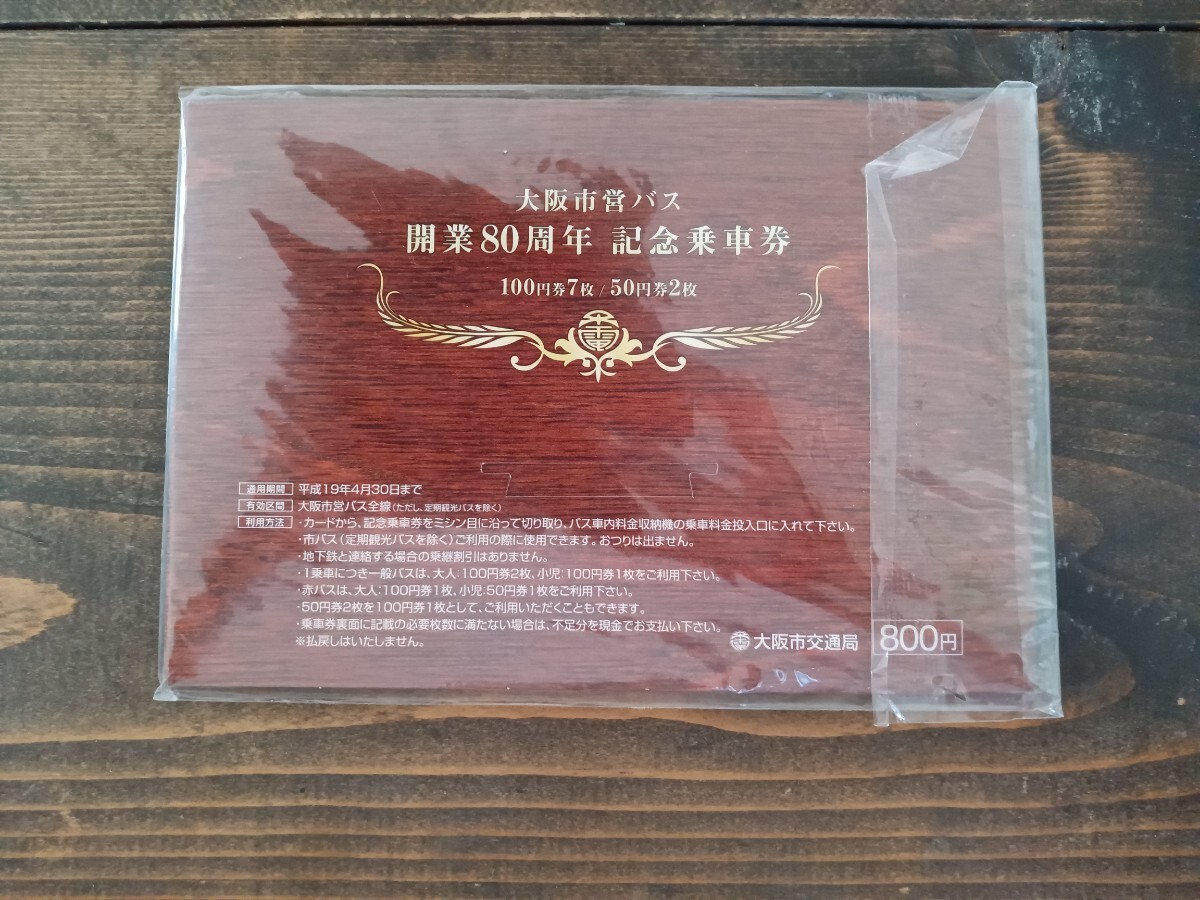 大阪市営バス
開業80周年 記念乗車券
100円券7枚 / 50円券2枚
適用期間 平成19年4月30日まで
有効区間 大阪市営バス全線(ただし、定期観光バスを除く)
利用方法 ・カードから、記念乗車券をミシン目に沿って切り取り、バス車内料金収納機の乗車料金投入口に入れて下さい。
・市バス(定期観光バスを除く)ご利用の際に使用できます。おつりは出ません。
・地下鉄と連絡する場合の乗継割引はありません。
・1乗車につき一般バスは、大人:100円券2枚、小児:100円券1枚をご利用下さい。
・赤バスは、大人:100円券1枚、小児:50円券1枚をご利用下さい。
・50円券2枚を100円券1枚として、ご利用いただくこともできます。
・乗車券裏面に記載の必要枚数に満たない場合は、不足分を現金でお支払い下さい。
※払戻しはいたしません。
大阪市交通局 800円